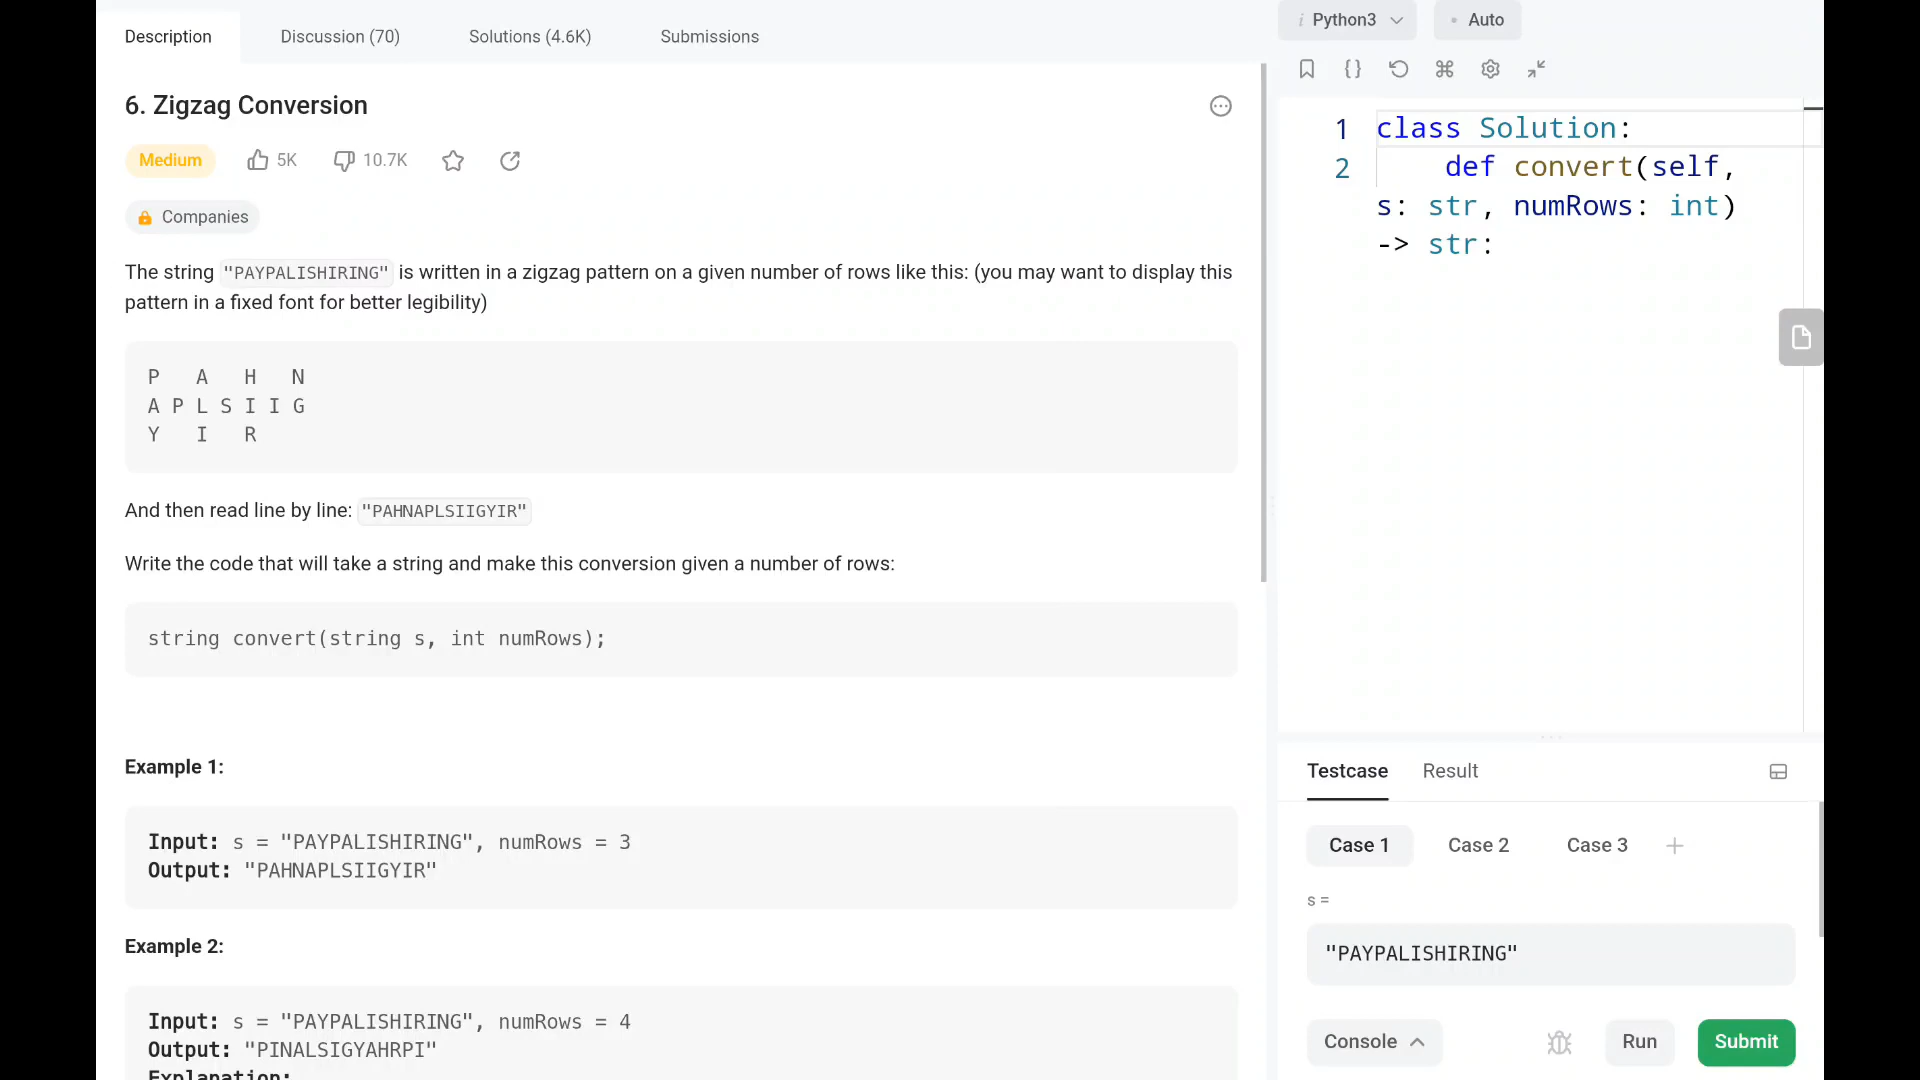 Description Discussion (70) Solutions (4.6K) Submissions
6. Zigzag Conversion
Medium 5K 10.7K
Companies
The string "PAYPALISHIRING" is written in a zigzag pattern on a given number of rows like this: (you may want to display this
pattern in a fixed font for better legibility)
P   A   H   N
A P L S I I G
Y   I   R
And then read line by line: "PAHNAPLSIIGYIR"
Write the code that will take a string and make this conversion given a number of rows:
string convert(string s, int numRows);
Example 1:
Input: s = "PAYPALISHIRING", numRows = 3
Output: "PAHNAPLSIIGYIR"
Example 2:
Input: s = "PAYPALISHIRING", numRows = 4
Output: "PINALSIGYAHRPI"
Explanation:
i Python3 Auto
1 class Solution:
2     def convert(self,
s: str, numRows: int)
-> str:
Testcase Result
Case 1 Case 2 Case 3 +
s =
"PAYPALISHIRING"
Console Run Submit